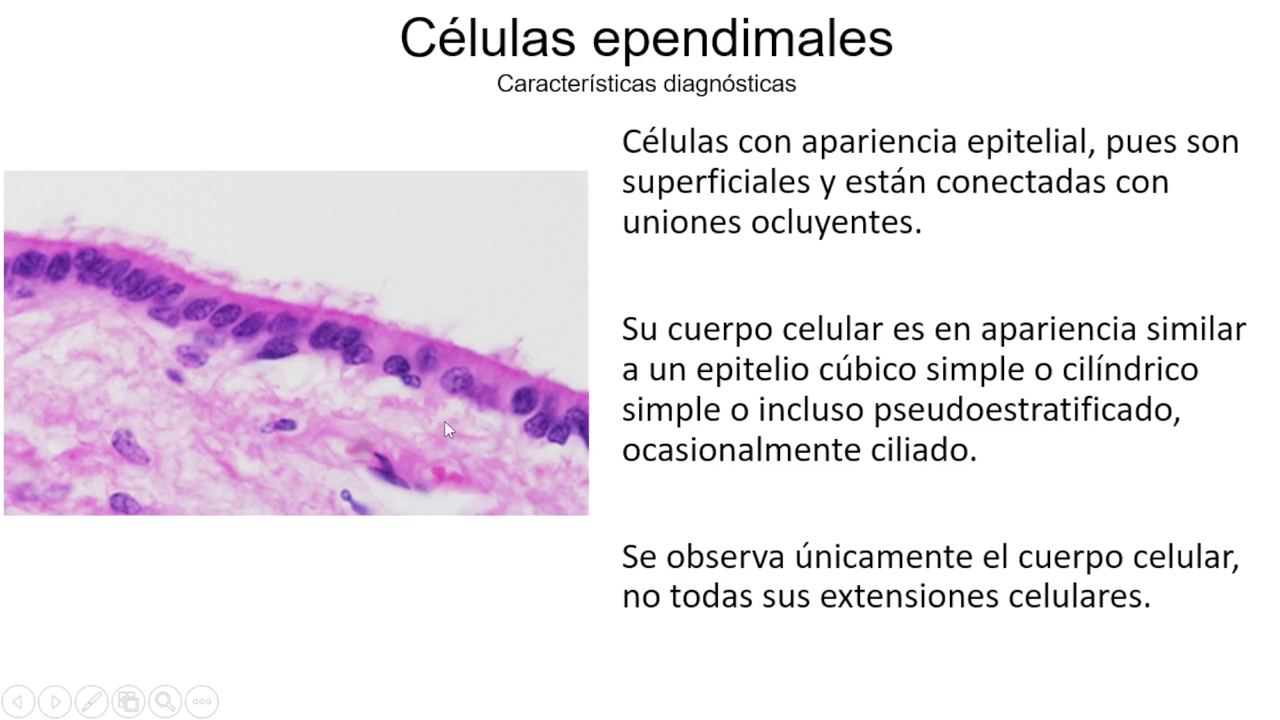 Células ependimales
Características diagnósticas
Células con apariencia epitelial, pues son
superficiales y están conectadas con
uniones ocluyentes.
Su cuerpo celular es en apariencia similar
a un epitelio cúbico simple o cilíndrico
simple o incluso pseudoestratificado,
ocasionalmente ciliado.
Se observa únicamente el cuerpo celular,
no todas sus extensiones celulares.